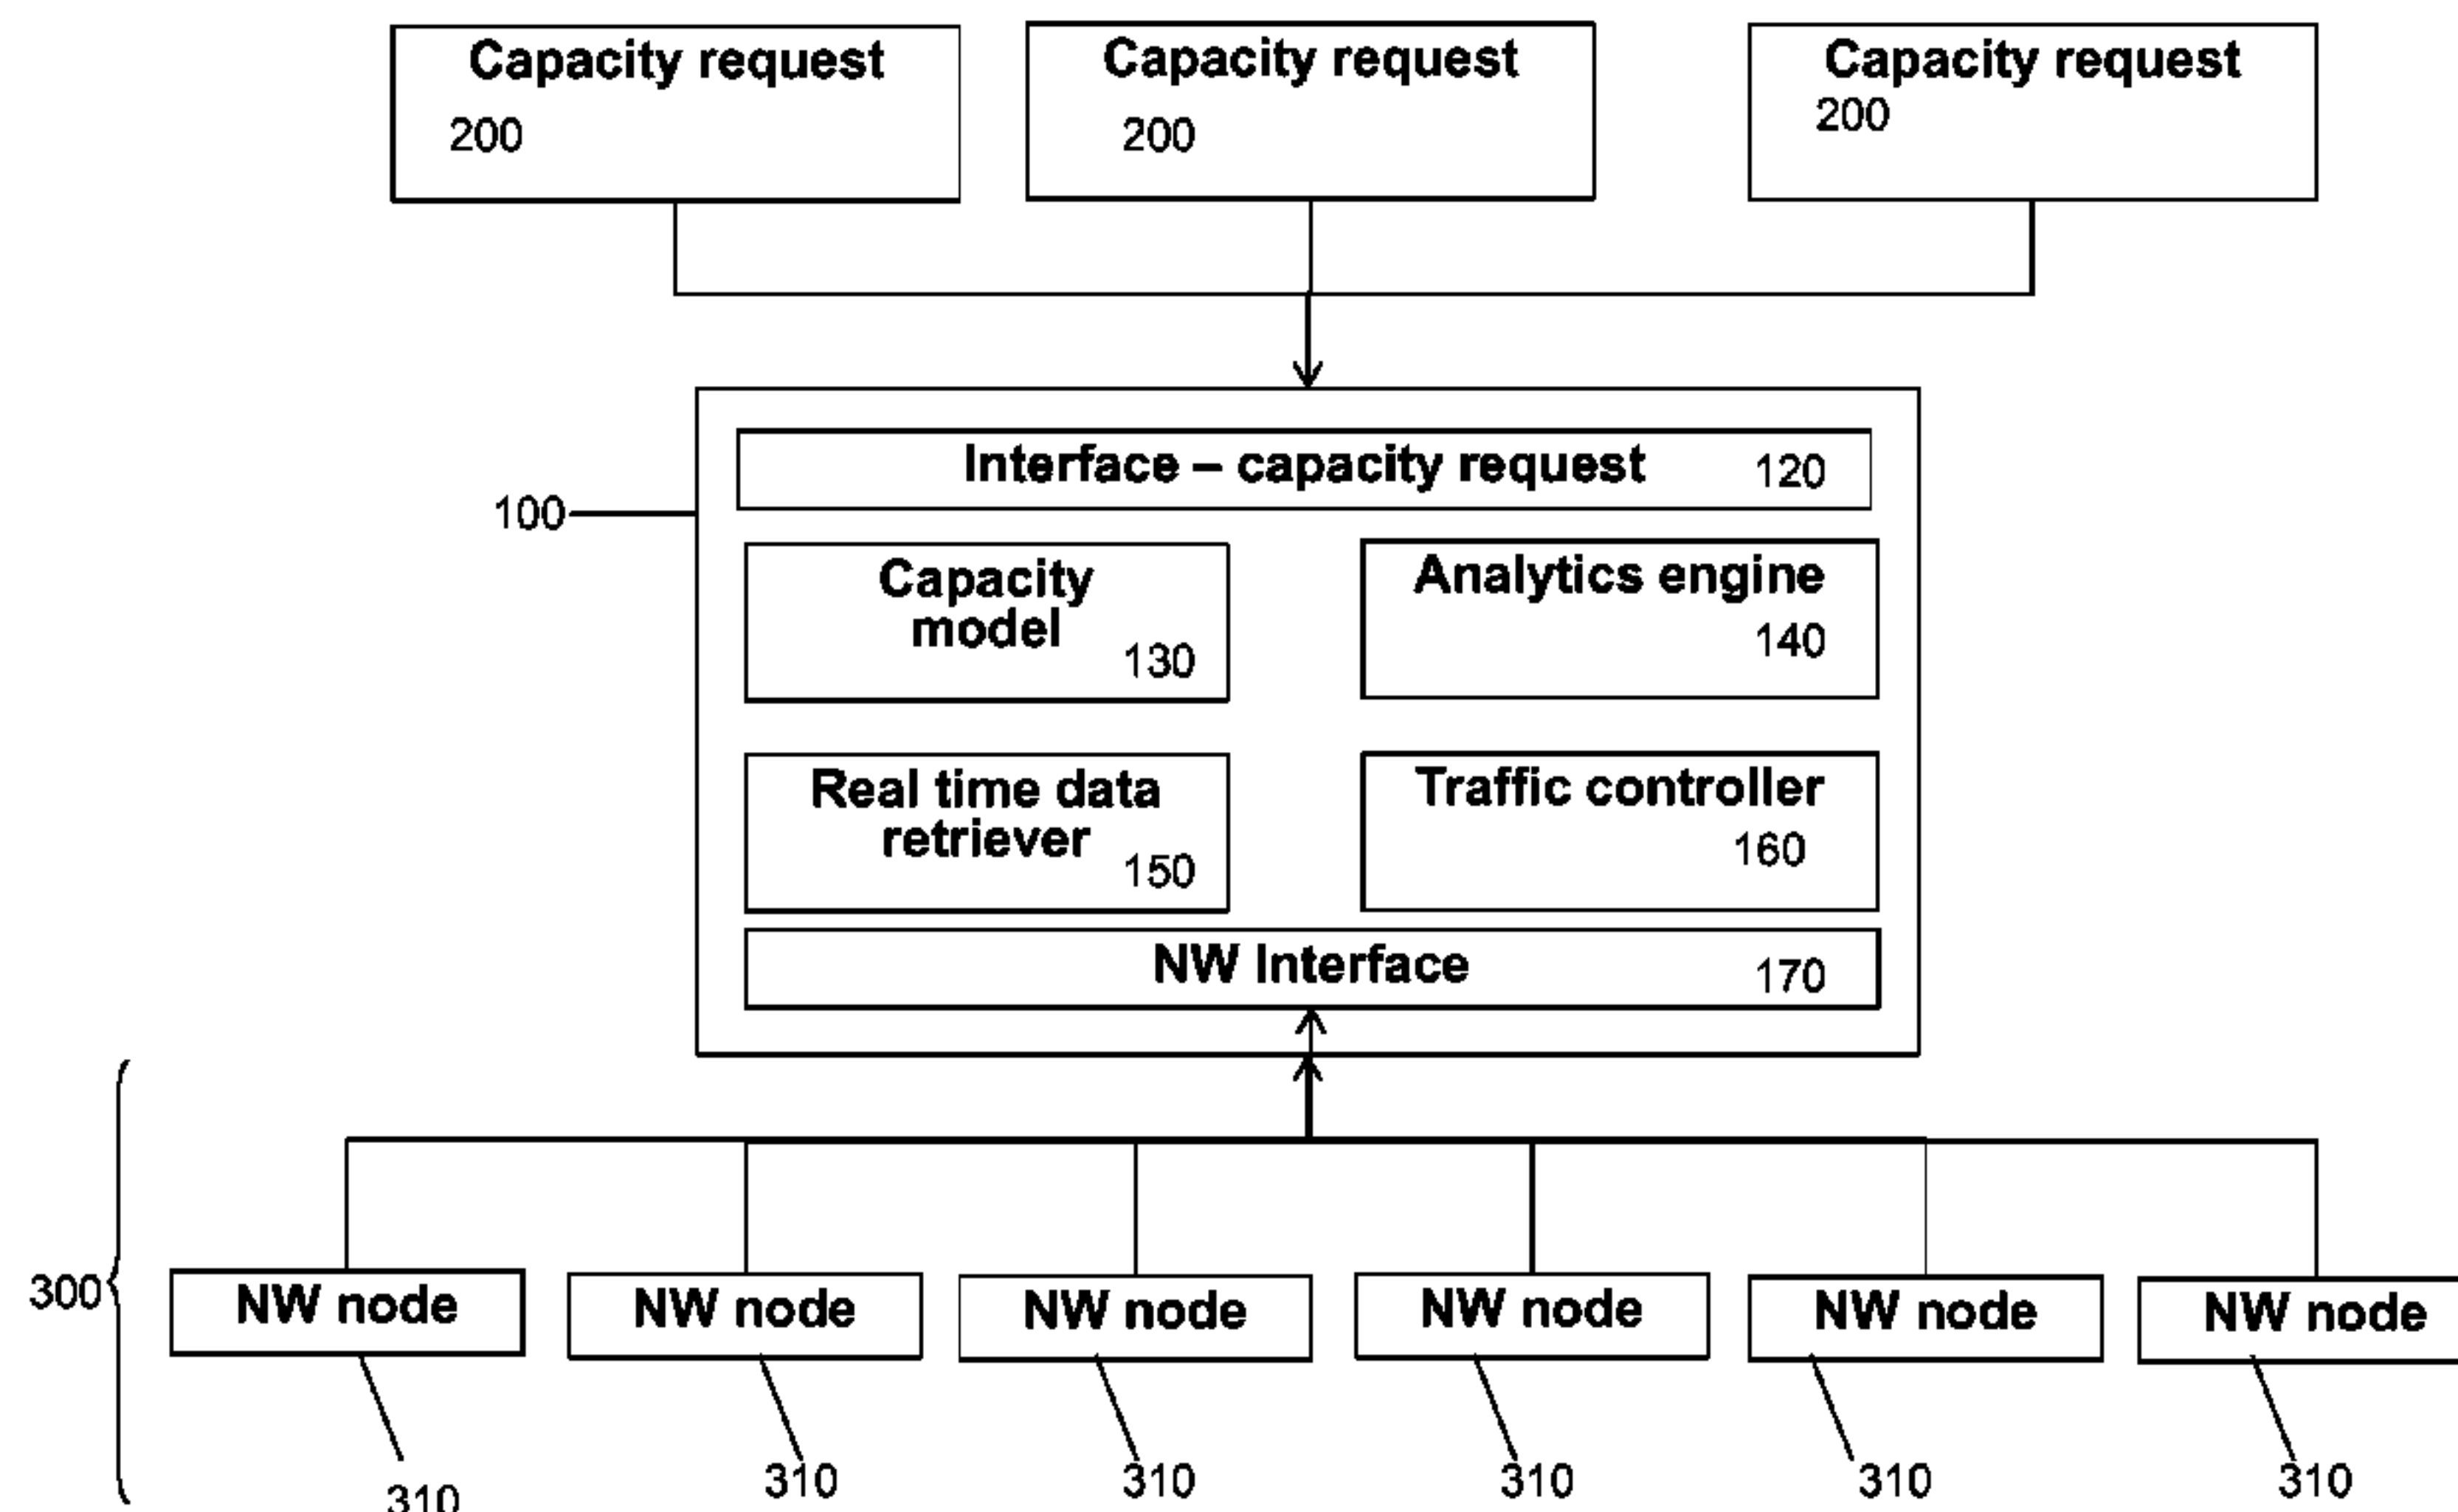 Capacity request
200
Capacity request
200
Capacity request
200
100
Interface – capacity request 120
Capacity
model
130
Analytics engine
140
Real time data
retriever
150
Traffic controller
160
NW Interface 170
300
NW node
NW node
NW node
NW node
NW node
NW node
310
310
310
310
310
310